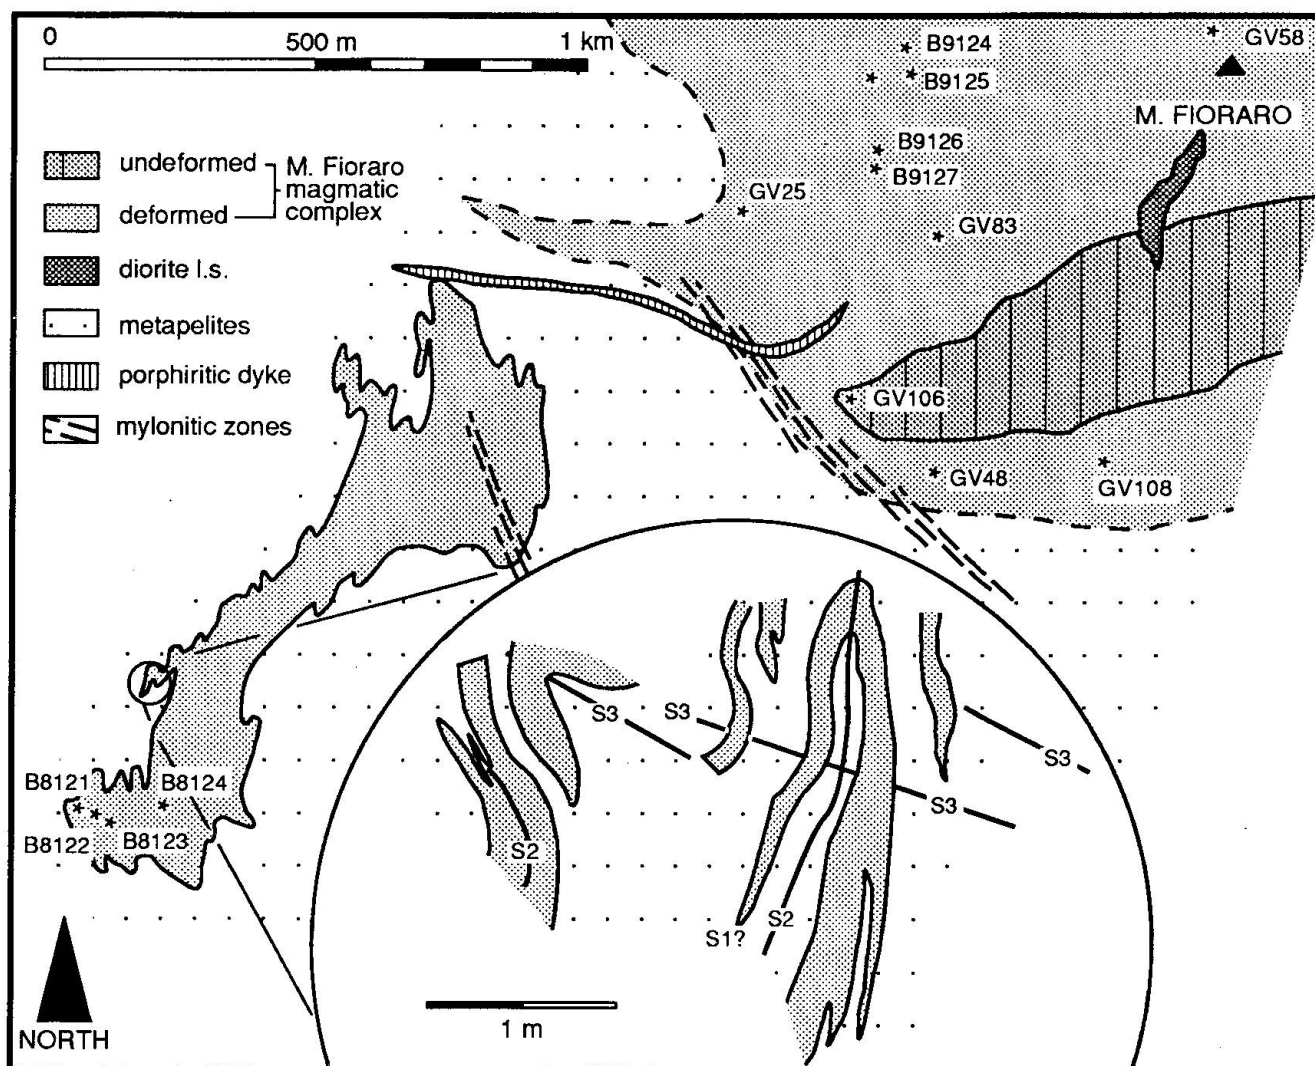 0 500 m 1 km
undeformed
deformed
M. Fioraro
magmatic
complex
diorite l.s.
metapelites
porphiritic dyke
mylonitic zones
B9124
GV58
B9125
M. FIORARO
B9126
B9127
GV25
GV83
GV106
GV48
GV108
B8121
B8124
B8122
B8123
S3
S3
S3
S3
S2
S1?
S2
1 m
NORTH